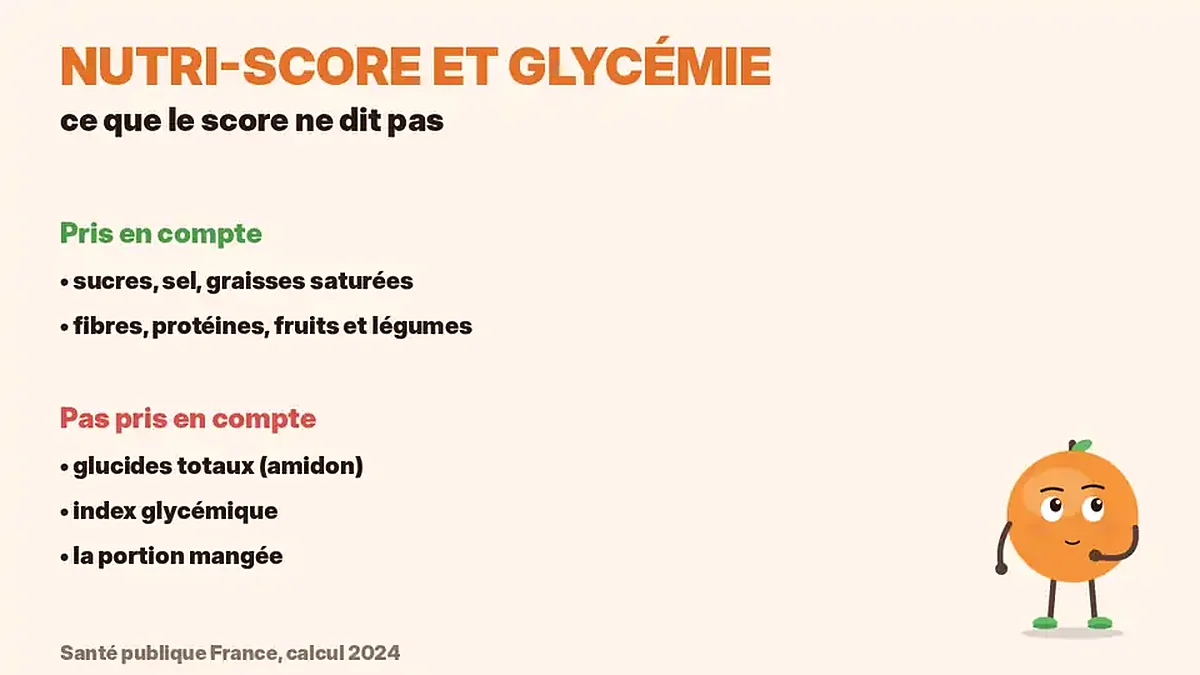 NUTRI-SCORE ET GLYCÉMIE
ce que le score ne dit pas
Pris en compte
• sucres, sel, graisses saturées
• fibres, protéines, fruits et légumes
Pas pris en compte
• glucides totaux (amidon)
• index glycémique
• la portion mangée
Santé publique France, calcul 2024